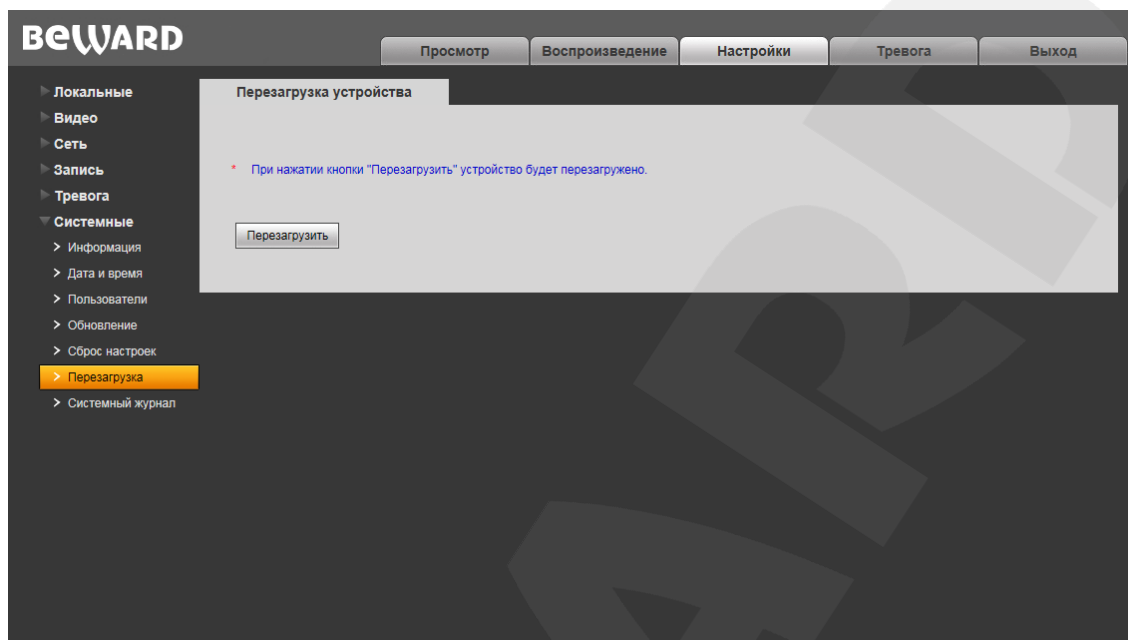 BEWARD
Просмотр Воспроизведение Настройки Тревога Выход
Локальные
Видео
Сеть
Запись
Тревога
Системные
> Информация
> Дата и время
> Пользователи
> Обновление
> Сброс настроек
> Перезагрузка
> Системный журнал
Перезагрузка устройства
* При нажатии кнопки "Перезагрузить" устройство будет перезагружено.
Перезагрузить